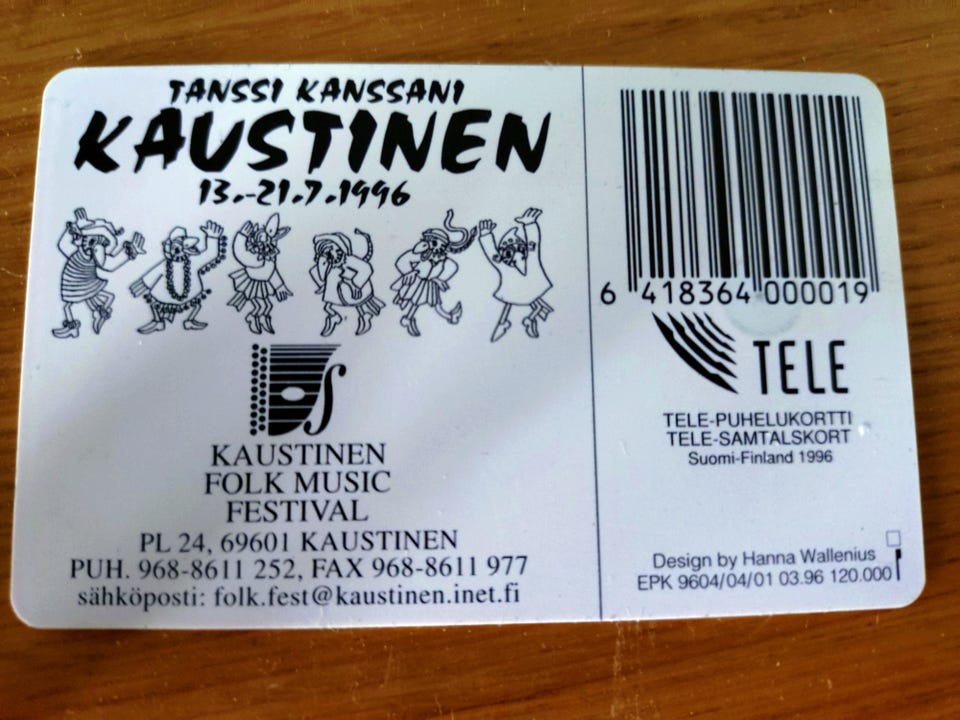 TANSSI KANSSANI
KAUSTINEN
13.-21.7.1996
KAUSTINEN
FOLK MUSIC
FESTIVAL
PL 24, 69601 KAUSTINEN
PUH. 968-8611 252, FAX 968-8611 977
sähköposti: folk.fest@kaustinen.inet.fi
6 418364 000019
TELE
TELE-PUHELUKORTTI
TELE-SAMTALSKORT
Suomi-Finland 1996
Design by Hanna Wallenius
EPK 9604/04/01 03.96 120.000